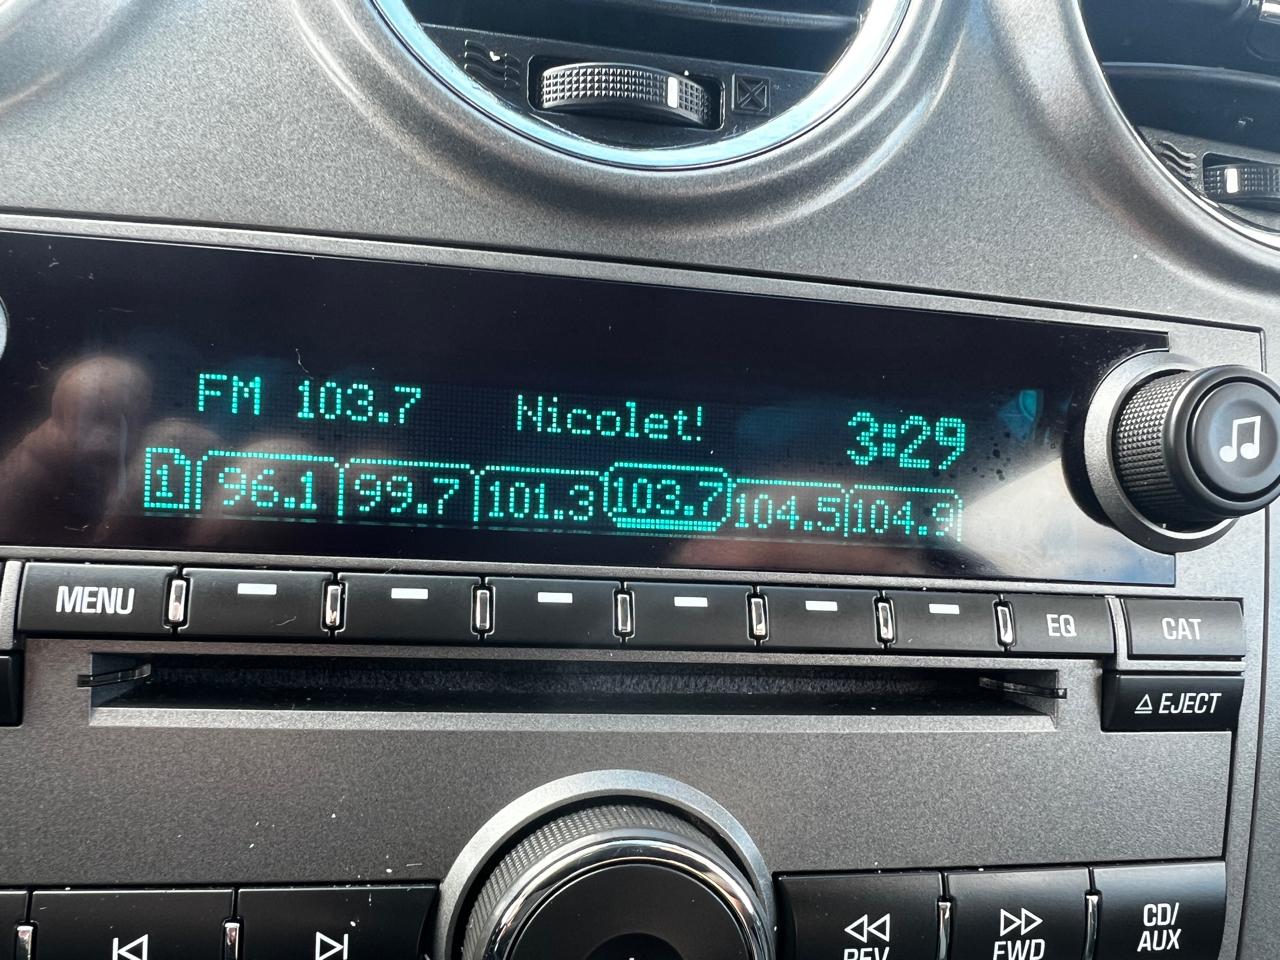 FM 103.7 Nicolet! 3:29
1 96.1 99.7 101.3 103.7 104.5 104.9
MENU EQ CAT
EJECT
REV FWD CD/
AUX